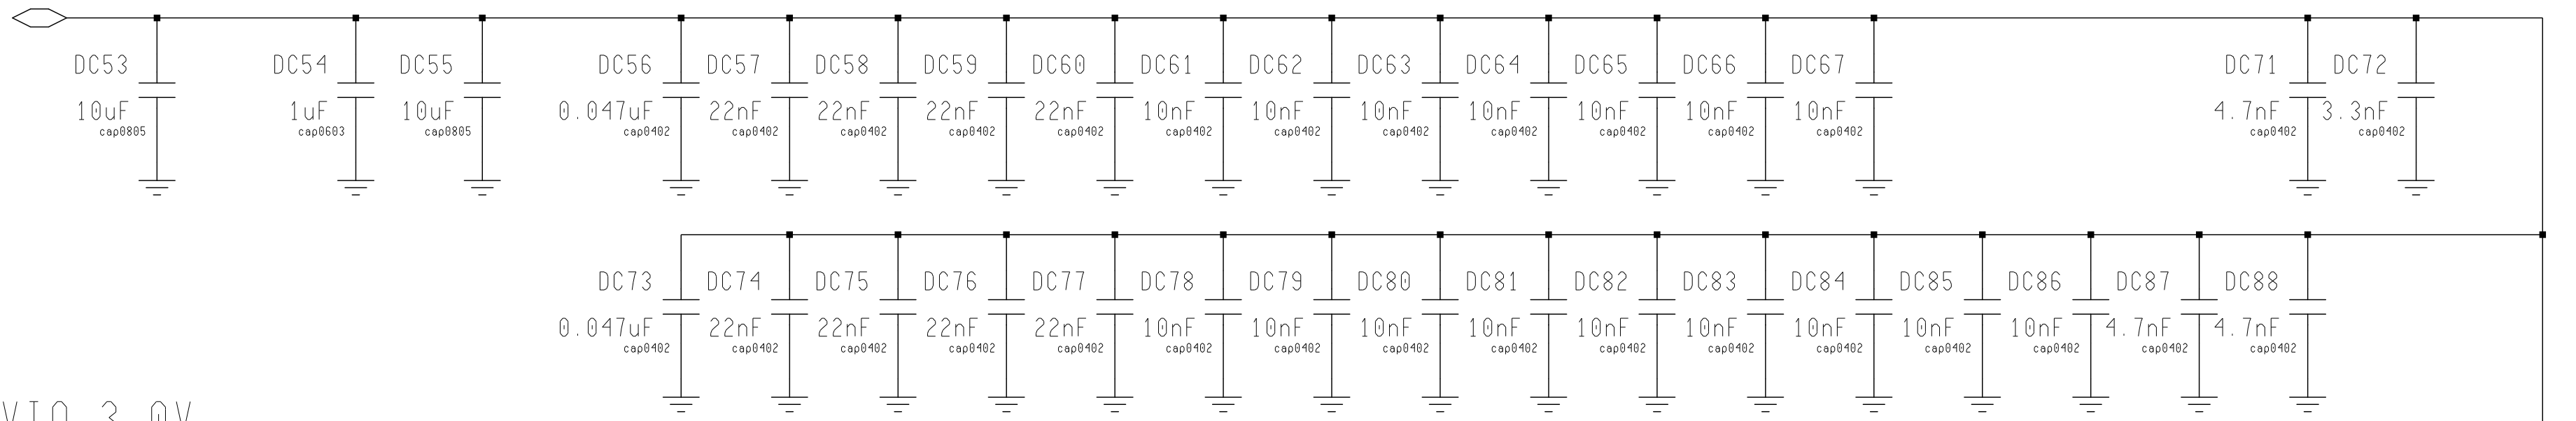 DC53 DC54 DC55 DC56 DC57 DC58 DC59 DC60 DC61 DC62 DC63 DC64 DC65 DC66 DC67 DC71 DC72
10uF 1uF 10uF 0.047uF 22nF 22nF 22nF 22nF 10nF 10nF 10nF 10nF 10nF 10nF 10nF 4.7nF 3.3nF
cap0805 cap0603 cap0805 cap0402 cap0402 cap0402 cap0402 cap0402 cap0402 cap0402 cap0402 cap0402 cap0402 cap0402 cap0402 cap0402 cap0402
DC73 DC74 DC75 DC76 DC77 DC78 DC79 DC80 DC81 DC82 DC83 DC84 DC85 DC86 DC87 DC88
0.047uF 22nF 22nF 22nF 22nF 10nF 10nF 10nF 10nF 10nF 10nF 10nF 10nF 10nF 4.7nF 4.7nF
cap0402 cap0402 cap0402 cap0402 cap0402 cap0402 cap0402 cap0402 cap0402 cap0402 cap0402 cap0402 cap0402 cap0402 cap0402 cap0402